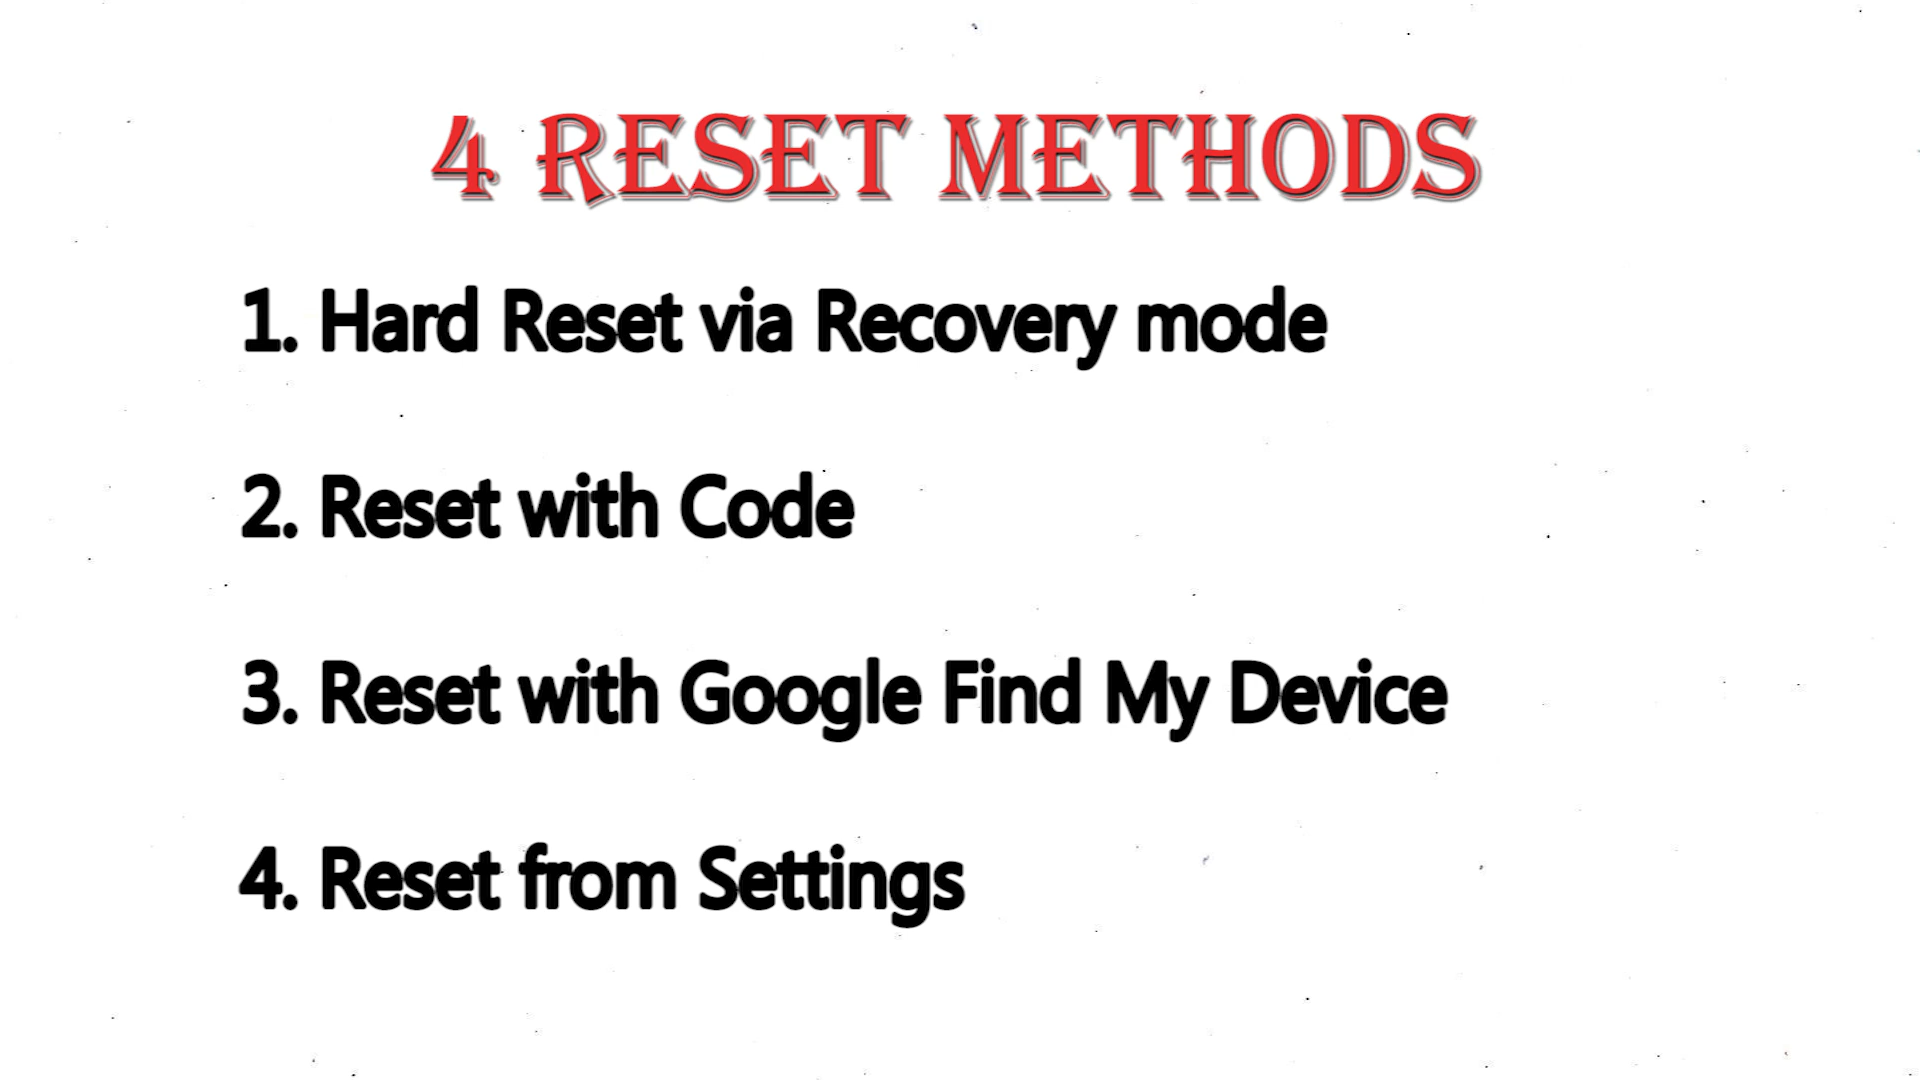 4 RESET METHODS
1. Hard Reset via Recovery mode
2. Reset with Code
3. Reset with Google Find My Device
4. Reset from Settings